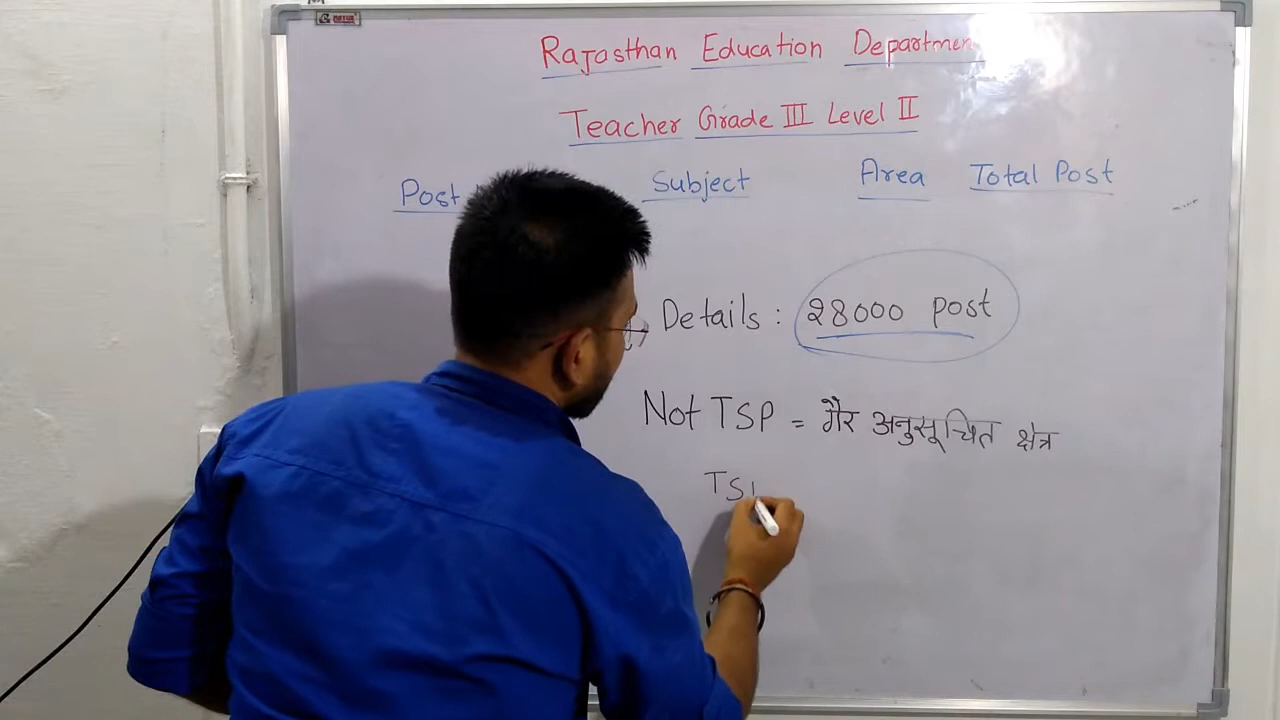 Rajasthan Education Departmen
Teacher Grade III Level II
Post Subject Area Total Post
Details : 28000 post
Not TSP = गैर अनुसूचित क्षेत्र
TS